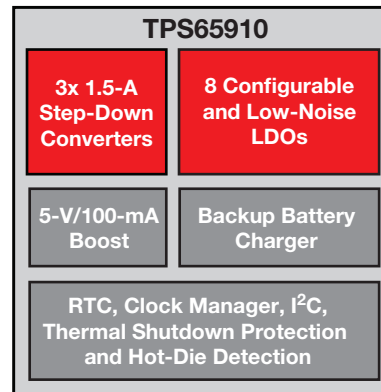 TPS65910
3x 1.5-A
Step-Down
Converters
8 Configurable
and Low-Noise
LDOs
5-V/100-mA
Boost
Backup Battery
Charger
RTC, Clock Manager, I²C,
Thermal Shutdown Protection
and Hot-Die Detection